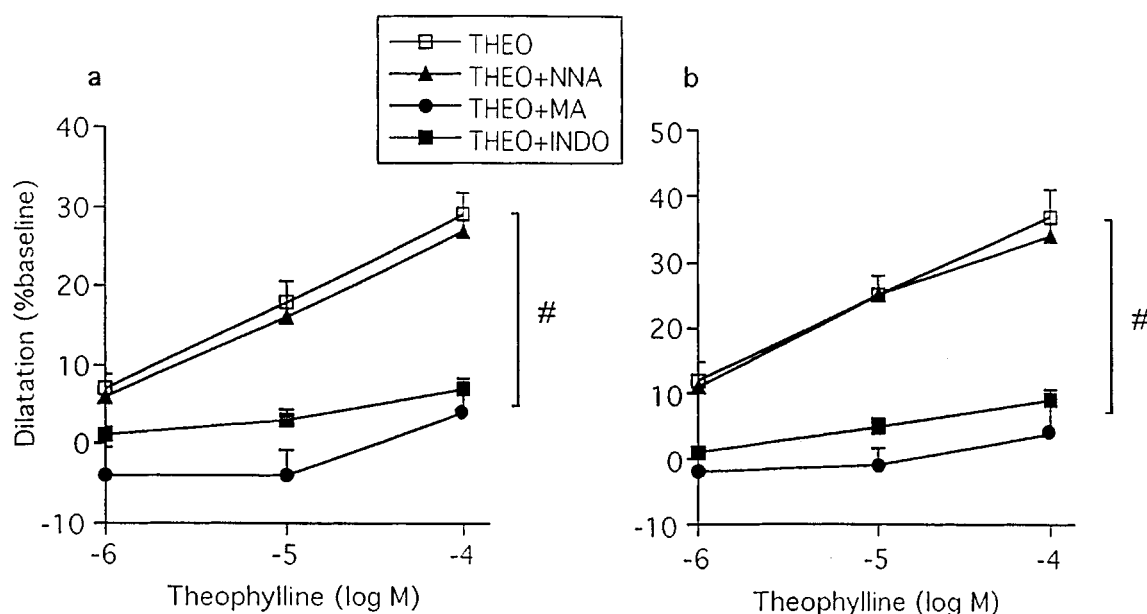 THEO
THEO+NNA
THEO+MA
THEO+INDO
a
40
30
20
10
0
-10
Dilatation (%baseline)
#
-6
-5
-4
Theophylline (log M)
b
50
40
30
20
10
0
-10
#
-6
-5
-4
Theophylline (log M)